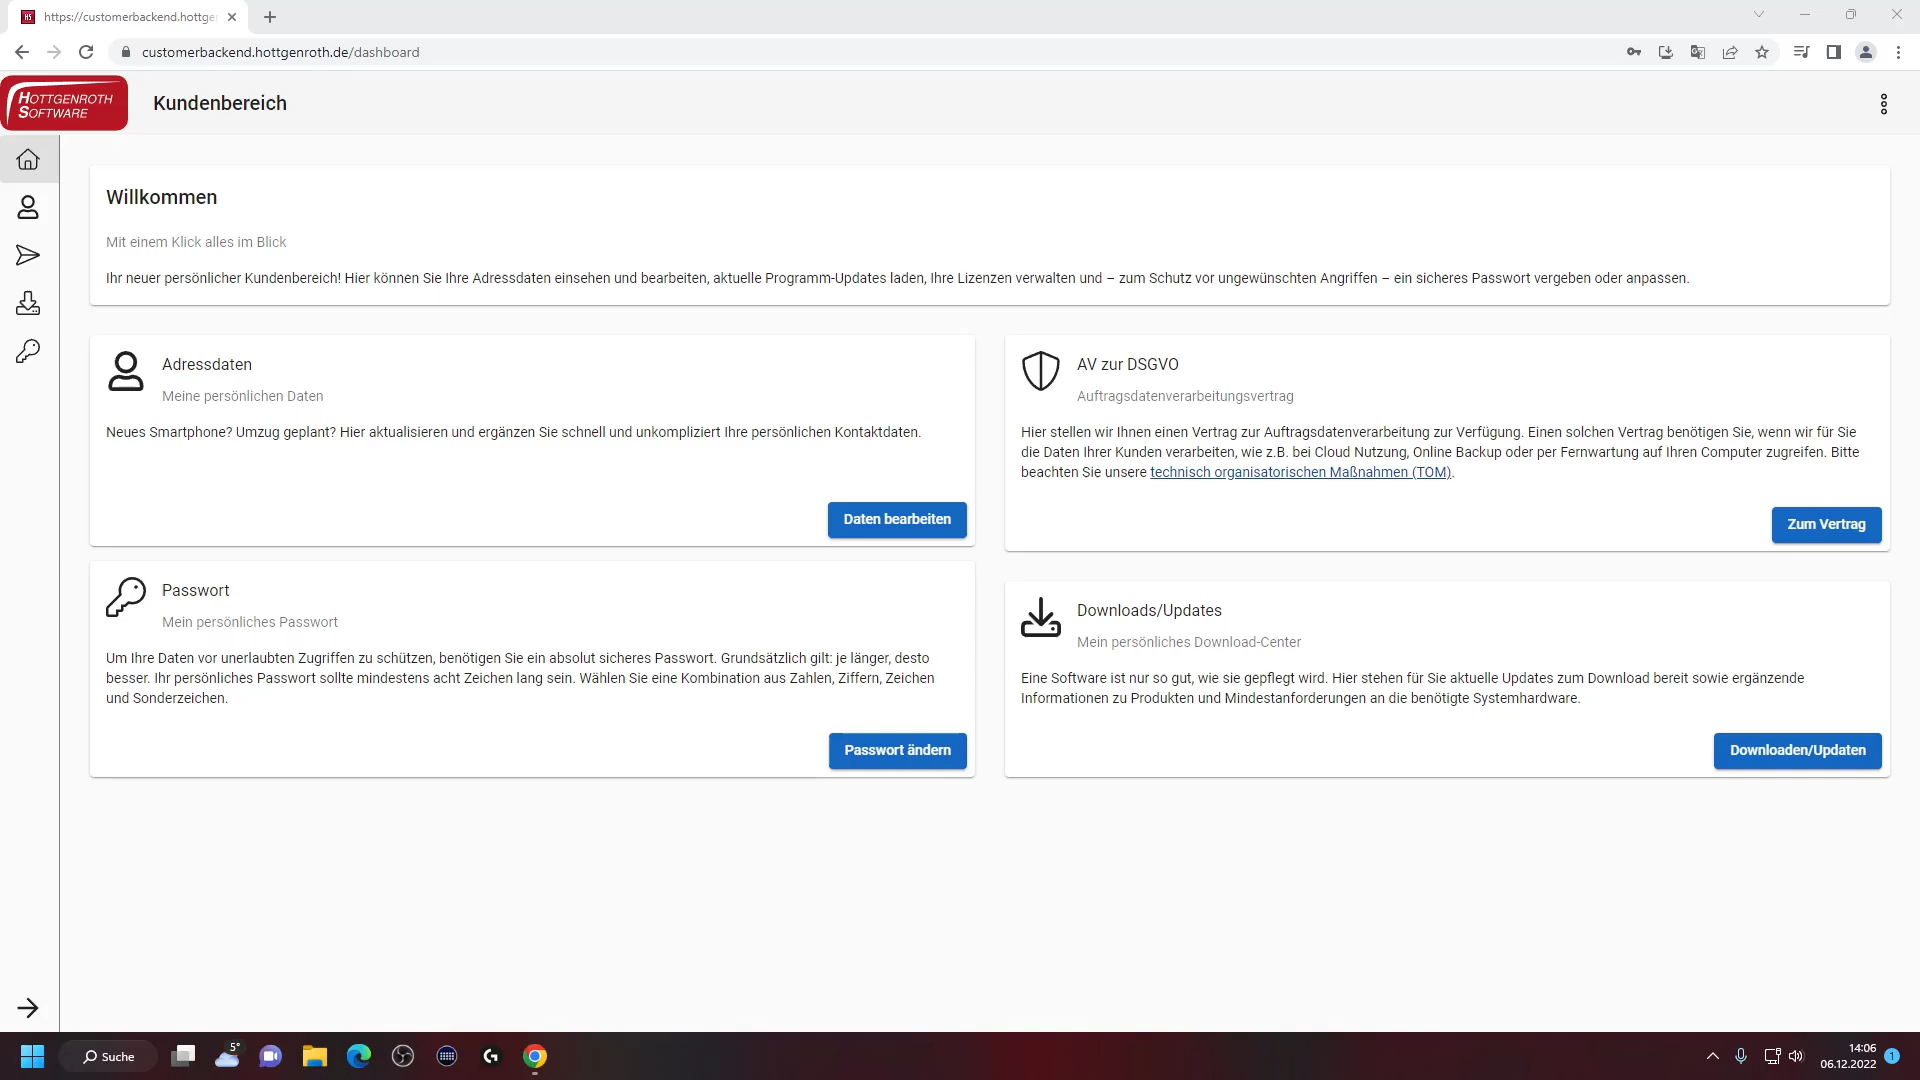 https://customerbackend.hottge
customerbackend.hottgenroth.de/dashboard
HOTTGENROTH
SOFTWARE
Kundenbereich
Willkommen
Mit einem Klick alles im Blick
Ihr neuer persönlicher Kundenbereich! Hier können Sie Ihre Adressdaten einsehen und bearbeiten, aktuelle Programm-Updates laden, Ihre Lizenzen verwalten und – zum Schutz vor ungewünschten Angriffen – ein sicheres Passwort vergeben oder anpassen.
Adressdaten
Meine persönlichen Daten
Neues Smartphone? Umzug geplant? Hier aktualisieren und ergänzen Sie schnell und unkompliziert Ihre persönlichen Kontaktdaten.
Daten bearbeiten
AV zur DSGVO
Auftragsdatenverarbeitungsvertrag
Hier stellen wir Ihnen einen Vertrag zur Auftragsdatenverarbeitung zur Verfügung. Einen solchen Vertrag benötigen Sie, wenn wir für Sie
die Daten Ihrer Kunden verarbeiten, wie z.B. bei Cloud Nutzung, Online Backup oder per Fernwartung auf Ihren Computer zugreifen. Bitte
beachten Sie unsere technisch organisatorischen Maßnahmen (TOM).
Zum Vertrag
Passwort
Mein persönliches Passwort
Um Ihre Daten vor unerlaubten Zugriffen zu schützen, benötigen Sie ein absolut sicheres Passwort. Grundsätzlich gilt: je länger, desto
besser. Ihr persönliches Passwort sollte mindestens acht Zeichen lang sein. Wählen Sie eine Kombination aus Zahlen, Ziffern, Zeichen
und Sonderzeichen.
Passwort ändern
Downloads/Updates
Mein persönliches Download-Center
Eine Software ist nur so gut, wie sie gepflegt wird. Hier stehen für Sie aktuelle Updates zum Download bereit sowie ergänzende
Informationen zu Produkten und Mindestanforderungen an die benötigte Systemhardware.
Downloaden/Updaten
Suche
5°
14:06
06.12.2022
1